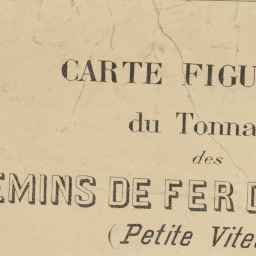 CARTE FIGU
du Tonna
des
EMINS DE FER D
(Petite Vite